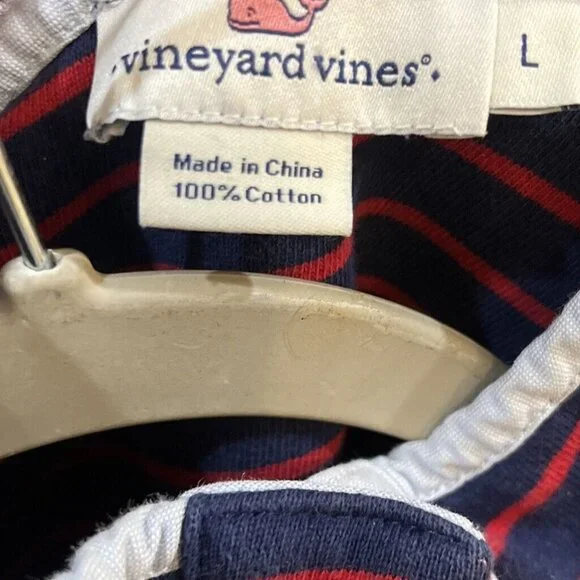 vineyard vines®
L
Made in China
100% Cotton